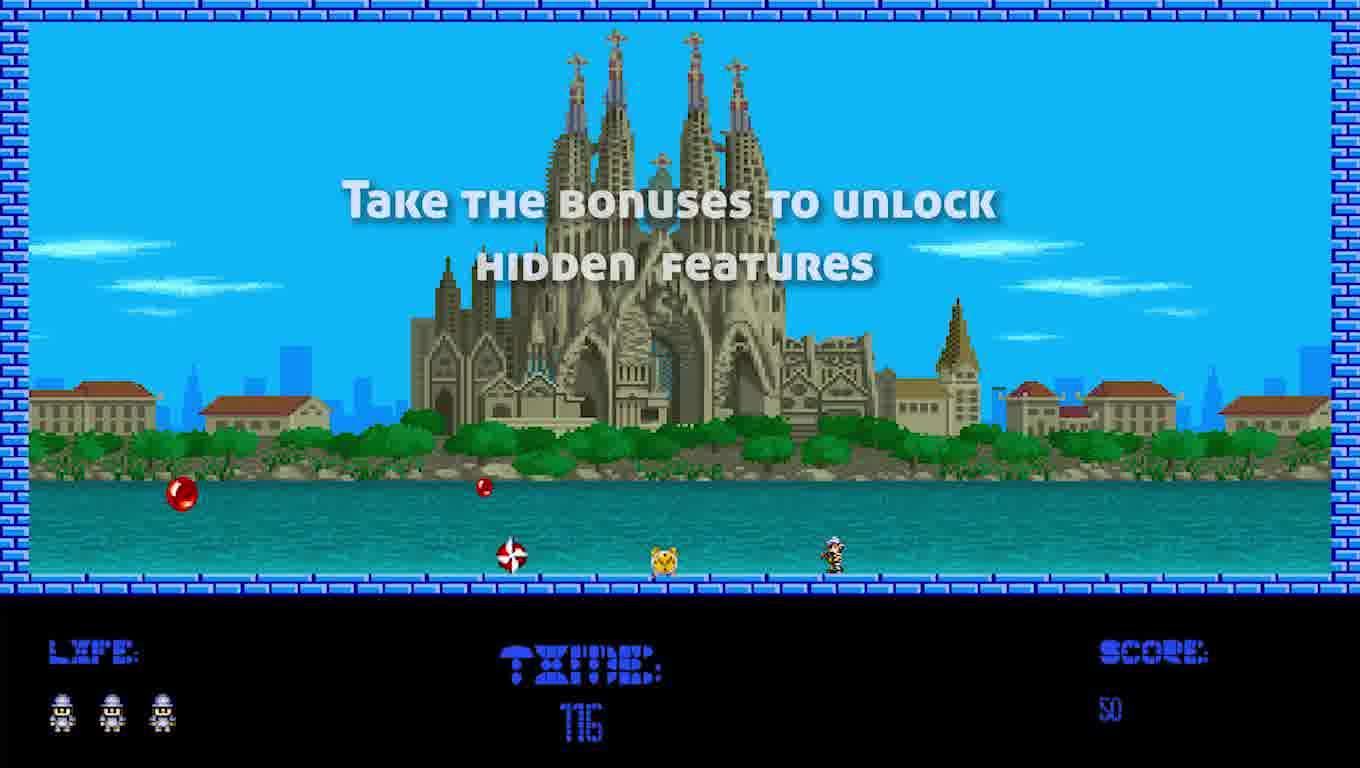 Take the bonuses to unlock
hidden features
LIFE:
TIME:
SCORE:
116
50